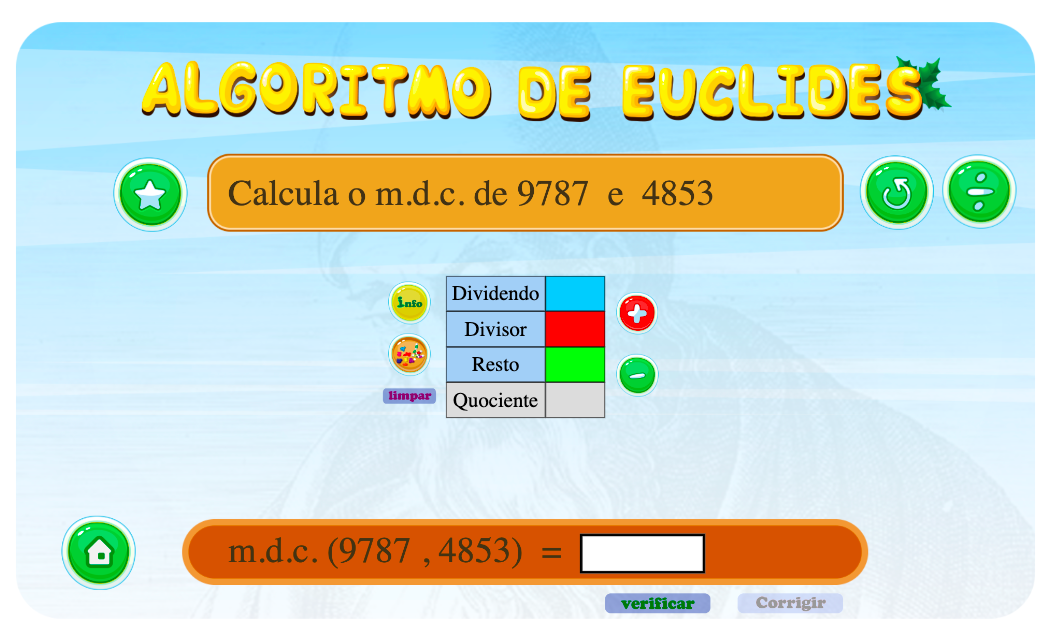 ALGORITMO DE EUCLIDES
Calcula o m.d.c. de 9787 e 4853
info
limpar
Dividendo
Divisor
Resto
Quociente
m.d.c. (9787 , 4853) =
verificar
Corrigir